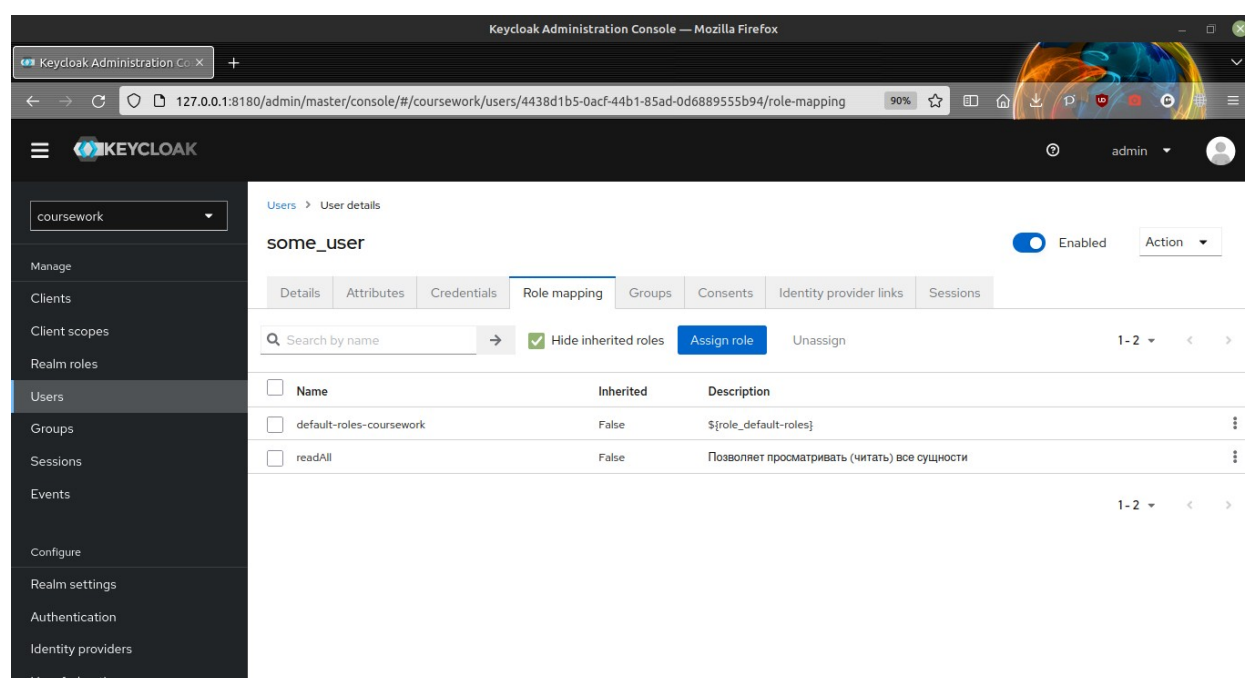 Keycloak Administration Console — Mozilla Firefox
Keycloak Administration Co
127.0.0.1:8180/admin/master/console/#/coursework/users/4438d1b5-0acf-44b1-85ad-0d6889555b94/role-mapping 90%
KEYCLOAK admin
coursework
Manage
Clients
Client scopes
Realm roles
Users
Groups
Sessions
Events
Configure
Realm settings
Authentication
Identity providers
Users > User details
some_user
Enabled Action
Details Attributes Credentials Role mapping Groups Consents Identity provider links Sessions
Search by name Hide inherited roles Assign role Unassign 1-2
Name Inherited Description
default-roles-coursework False ${role_default-roles}
readAll False Позволяет просматривать (читать) все сущности
1-2